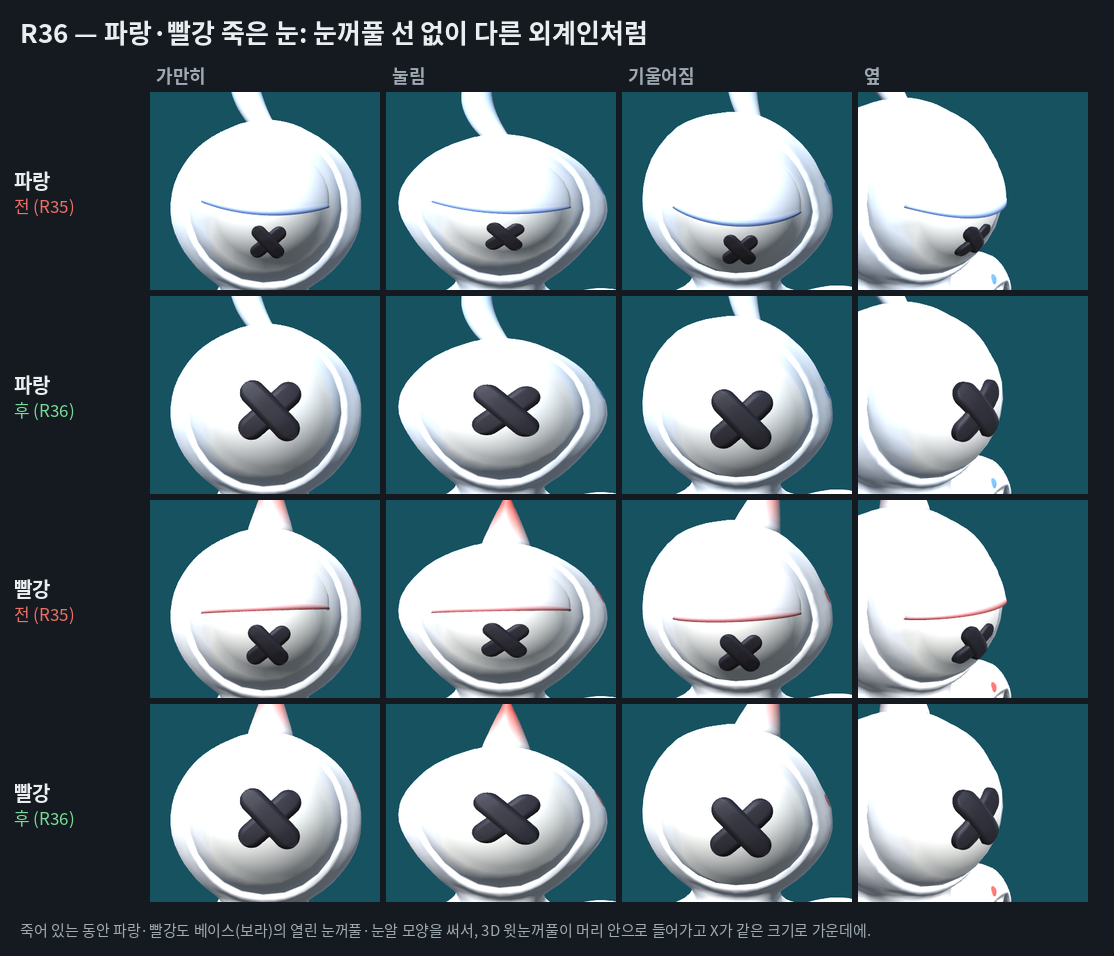 R36 — 파랑·빨강 죽은 눈: 눈꺼풀 선 없이 다른 외계인처럼
가만히 눌림 기울어짐 옆
파랑
전 (R35)
파랑
후 (R36)
빨강
전 (R35)
빨강
후 (R36)
죽어 있는 동안 파랑·빨강도 베이스(보라)의 열린 눈꺼풀·눈알 모양을 써서, 3D 윗눈꺼풀이 머리 안으로 들어가고 X가 같은 크기로 가운데에.